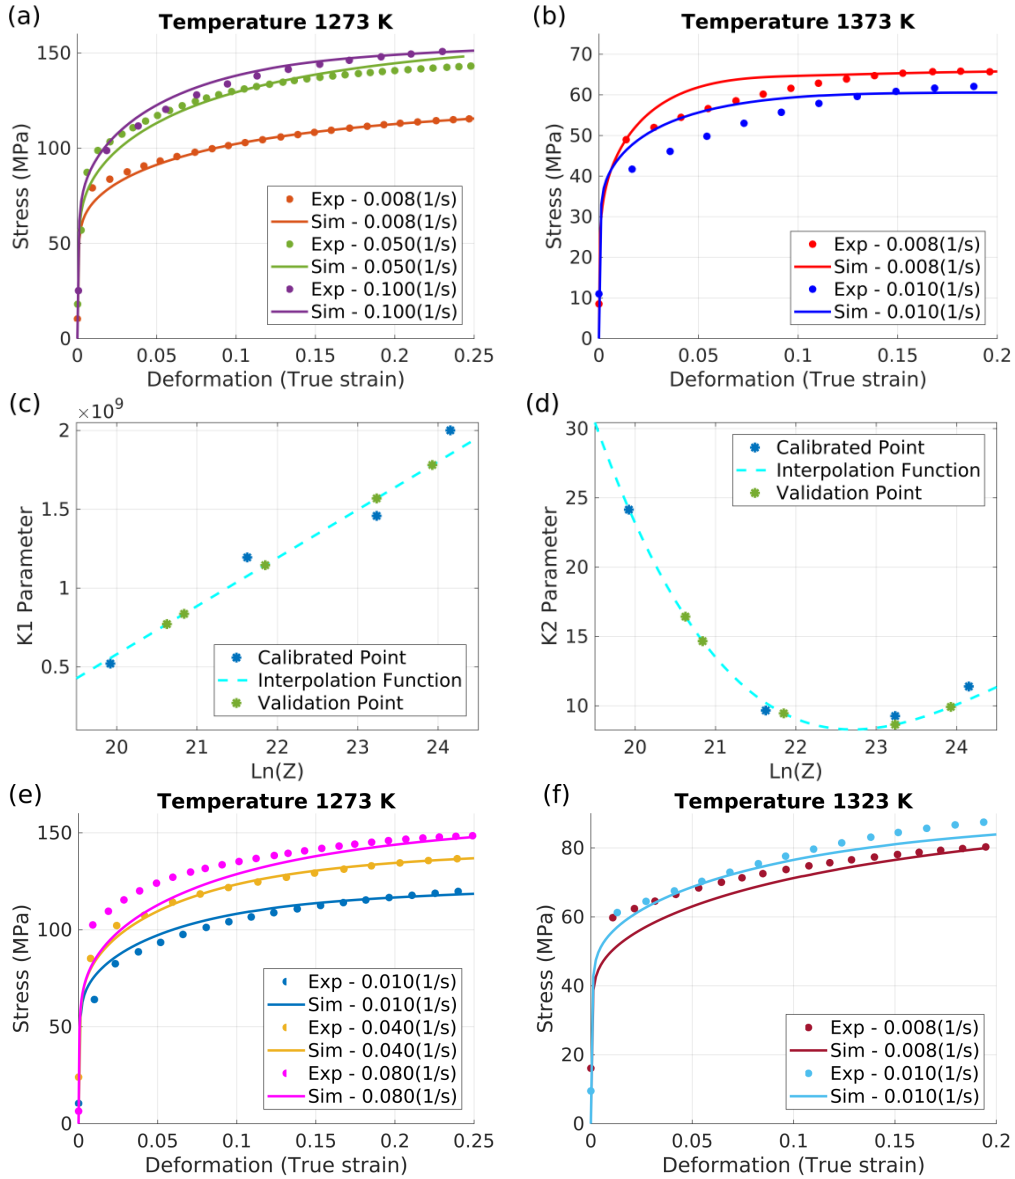 (a)
Temperature 1273 K
150
100
50
0
Stress (MPa)
Exp - 0.008(1/s)
Sim - 0.008(1/s)
Exp - 0.050(1/s)
Sim - 0.050(1/s)
Exp - 0.100(1/s)
Sim - 0.100(1/s)
0 0.05 0.1 0.15 0.2 0.25
Deformation (True strain)
(b)
Temperature 1373 K
70
60
50
40
30
20
10
0
Stress (MPa)
Exp - 0.008(1/s)
Sim - 0.008(1/s)
Exp - 0.010(1/s)
Sim - 0.010(1/s)
0 0.05 0.1 0.15 0.2
Deformation (True strain)
(c)
×10⁹
2
1.5
1
0.5
K1 Parameter
Calibrated Point
Interpolation Function
Validation Point
20 21 22 23 24
Ln(Z)
(d)
30
25
20
15
10
K2 Parameter
Calibrated Point
Interpolation Function
Validation Point
20 21 22 23 24
Ln(Z)
(e)
Temperature 1273 K
150
100
50
0
Stress (MPa)
Exp - 0.010(1/s)
Sim - 0.010(1/s)
Exp - 0.040(1/s)
Sim - 0.040(1/s)
Exp - 0.080(1/s)
Sim - 0.080(1/s)
0 0.05 0.1 0.15 0.2 0.25
Deformation (True strain)
(f)
Temperature 1323 K
80
60
40
20
0
Stress (MPa)
Exp - 0.008(1/s)
Sim - 0.008(1/s)
Exp - 0.010(1/s)
Sim - 0.010(1/s)
0 0.05 0.1 0.15 0.2
Deformation (True strain)